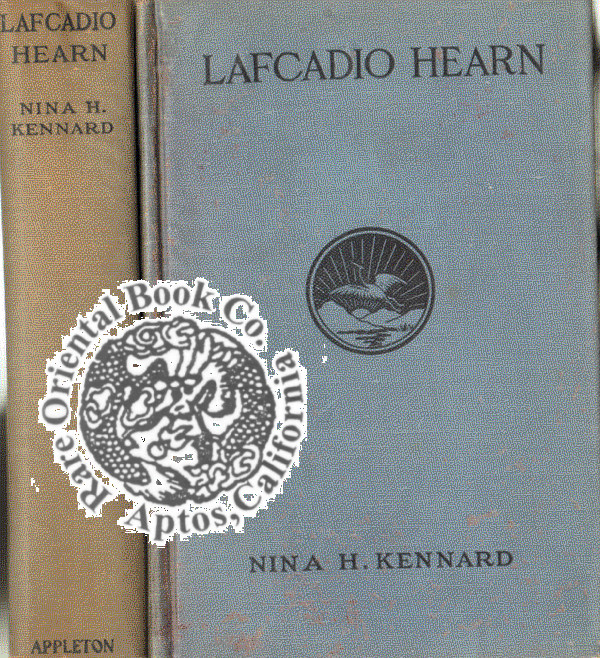 LAFCADIO
HEARN
NINA H.
KENNARD
APPLETON
LAFCADIO HEARN
NINA H. KENNARD
Rare Oriental Book Co.
Aptos, California